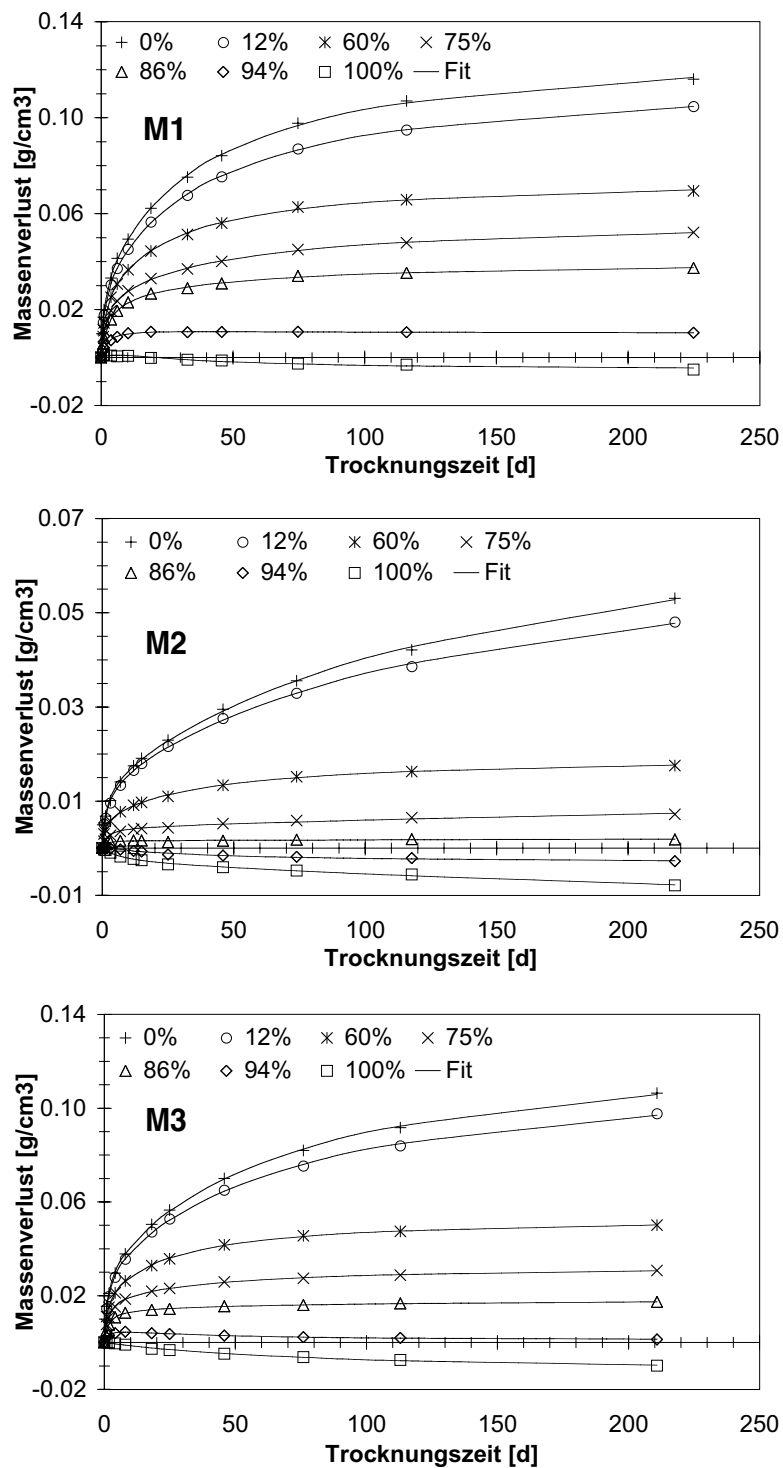 0.14
0% 12% 60% 75%
86% 94% 100% Fit
M1
0.10
0.06
0.02
-0.02
Massenverlust [g/cm3]
0 50 100 150 200 250
Trocknungszeit [d]
0.07
0% 12% 60% 75%
86% 94% 100% Fit
0.05
M2
0.03
0.01
-0.01
Massenverlust [g/cm3]
0 50 100 150 200 250
Trocknungszeit [d]
0.14
0% 12% 60% 75%
86% 94% 100% Fit
M3
0.10
0.06
0.02
-0.02
Massenverlust [g/cm3]
0 50 100 150 200 250
Trocknungszeit [d]